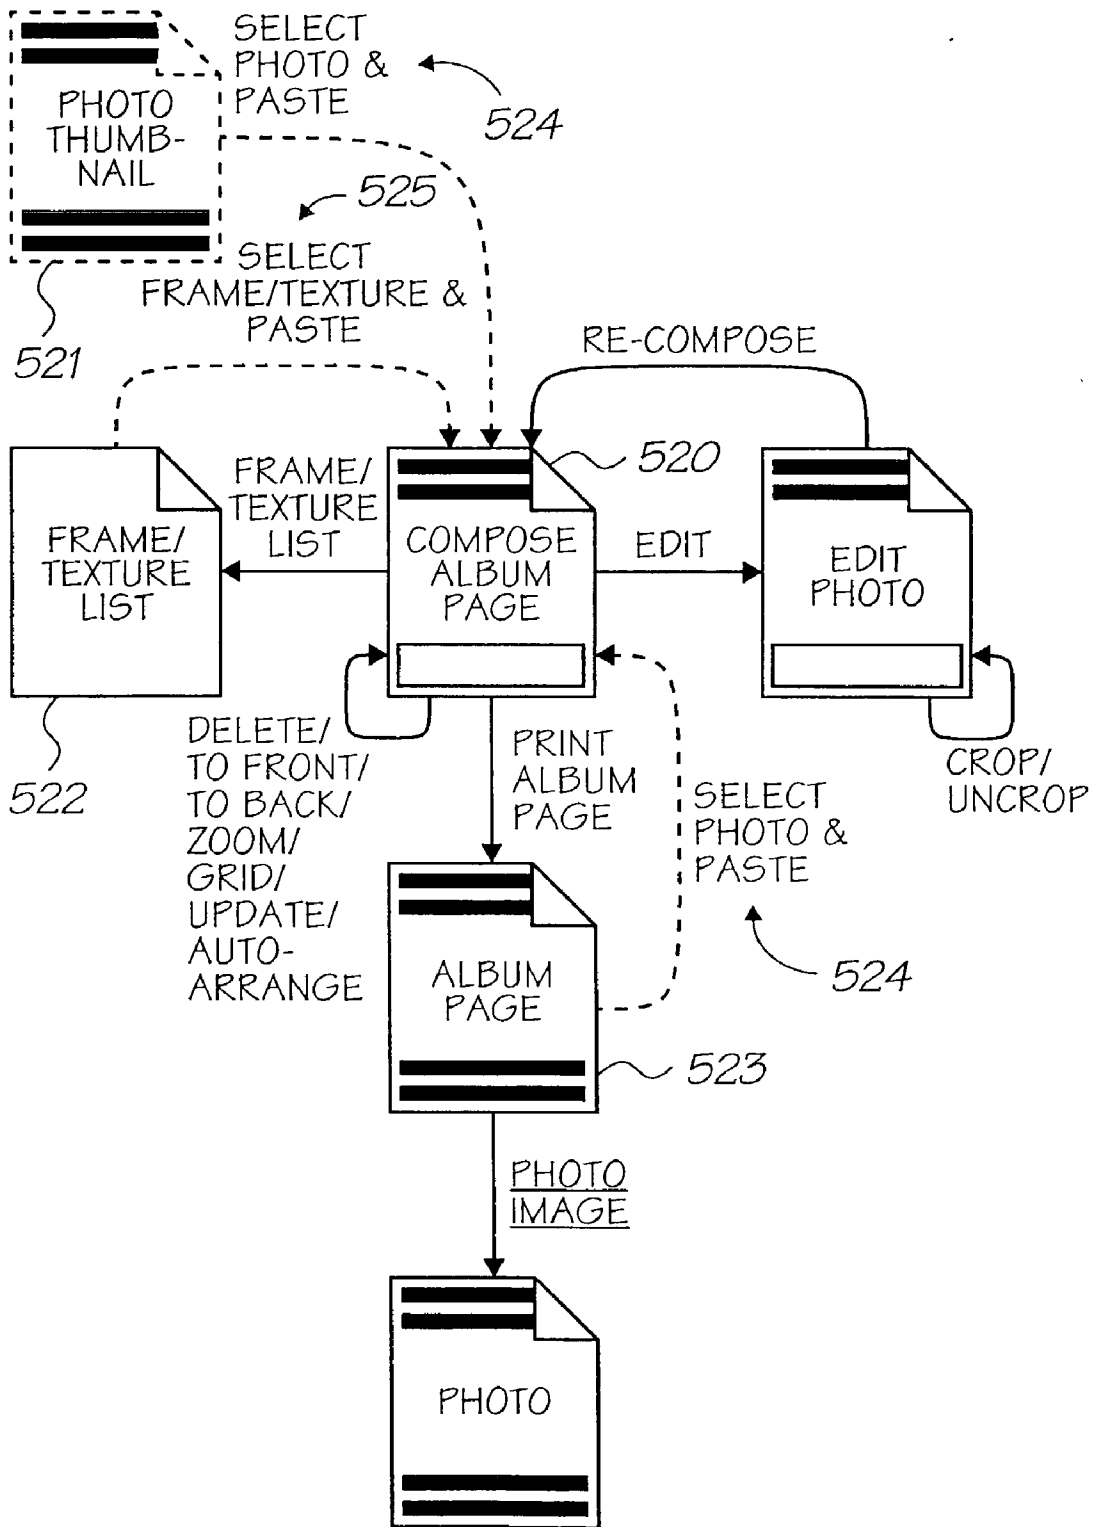 SELECT
PHOTO &
PASTE
524
PHOTO
THUMB-
NAIL
525
SELECT
FRAME/TEXTURE &
PASTE
521
RE-COMPOSE
520
FRAME/
TEXTURE
LIST
FRAME/
TEXTURE
LIST
COMPOSE
ALBUM
PAGE
EDIT
EDIT
PHOTO
522
DELETE/
TO FRONT/
TO BACK/
ZOOM/
GRID/
UPDATE/
AUTO-
ARRANGE
PRINT
ALBUM
PAGE
SELECT
PHOTO &
PASTE
CROP/
UNCROP
524
ALBUM
PAGE
523
PHOTO
IMAGE
PHOTO